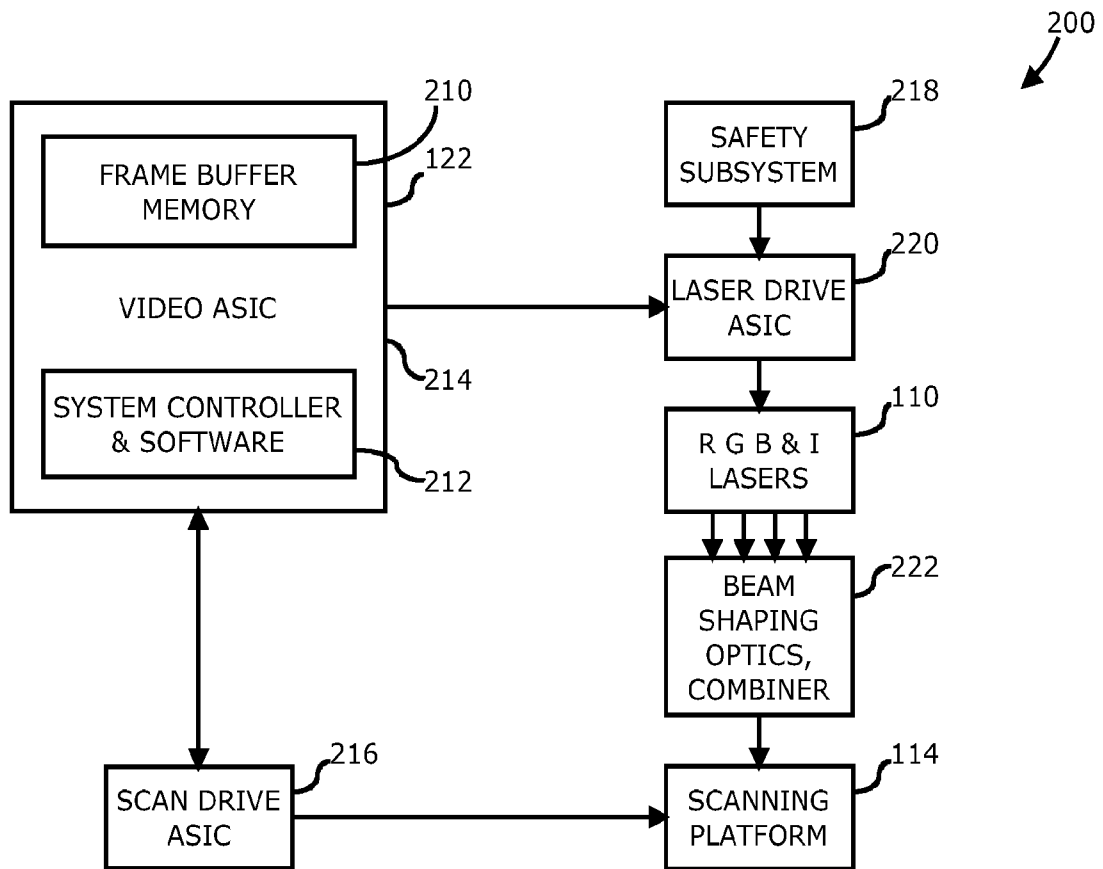 200
210
122
FRAME BUFFER
MEMORY
VIDEO ASIC
214
SYSTEM CONTROLLER
& SOFTWARE
212
218
SAFETY
SUBSYSTEM
220
LASER DRIVE
ASIC
110
R G B & I
LASERS
222
BEAM
SHAPING
OPTICS,
COMBINER
216
SCAN DRIVE
ASIC
114
SCANNING
PLATFORM